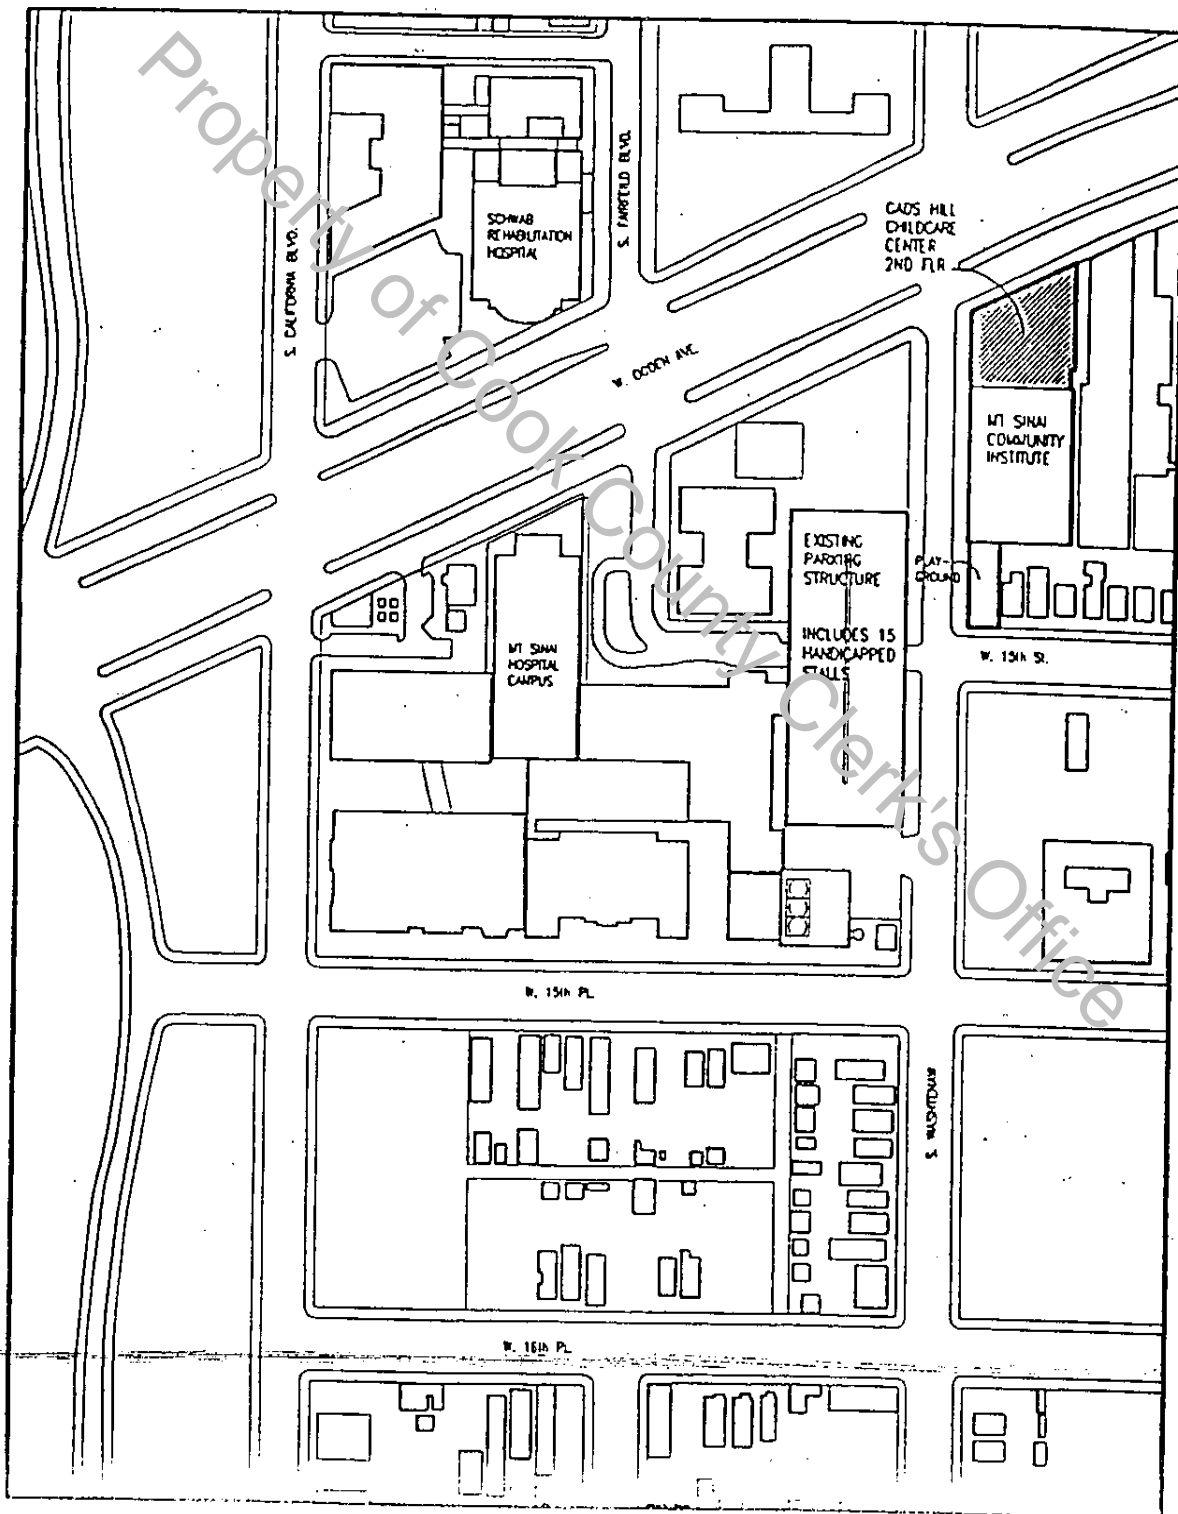 Property of Cook County Clerk's Office
S. CALIFORNIA BLVD.
SCHWAB
REHABILITATION
HOSPITAL
S. FAIRFIELD BLVD.
GADS HILL
CHILDCARE
CENTER
2ND FLR
W. OGDEN AVE.
MT SINAI
COMMUNITY
INSTITUTE
EXISTING
PARKING
STRUCTURE
INCLUDES 15
HANDICAPPED
STALLS
PLAY-
GROUND
MT SINAI
HOSPITAL
CAMPUS
W. 15th St.
W. 15th PL
S. WASHTENAW
W. 16th PL